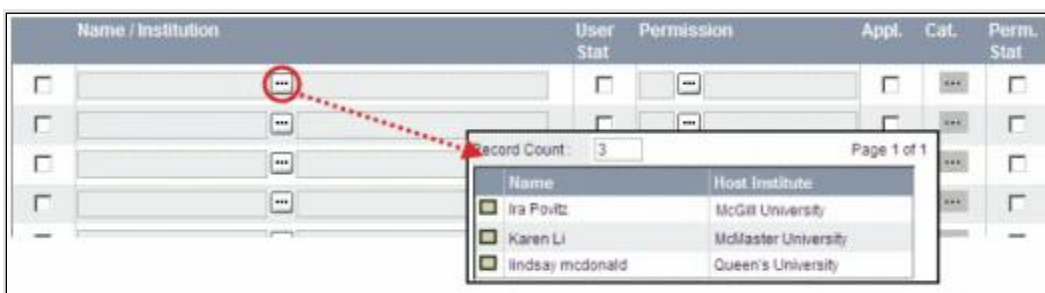 Name / Institution User Stat Permission Appl. Cat. Perm. Stat
Record Count: 3 Page 1 of 1
Name Host Institute
Ira Povitz McGill University
Karen Li McMaster University
lindsay mcdonald Queen's University